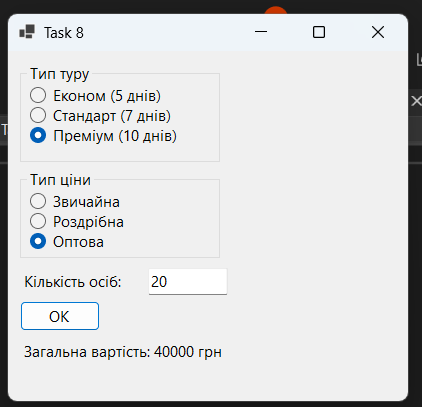 Task 8
Тип туру
Економ (5 днів)
Стандарт (7 днів)
Преміум (10 днів)
Тип ціни
Звичайна
Роздрібна
Оптова
Кількість осіб: 20
ОК
Загальна вартість: 40000 грн